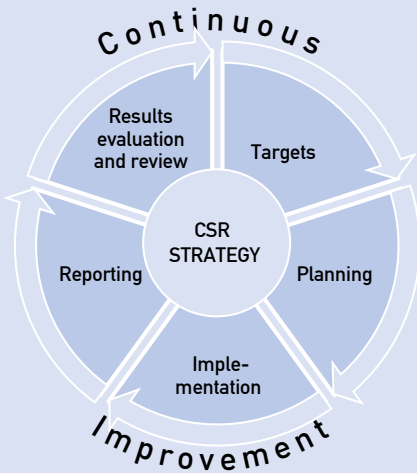 Continuous
Results
evaluation
and review
Targets
CSR
STRATEGY
Reporting
Planning
Imple-
mentation
Improvement